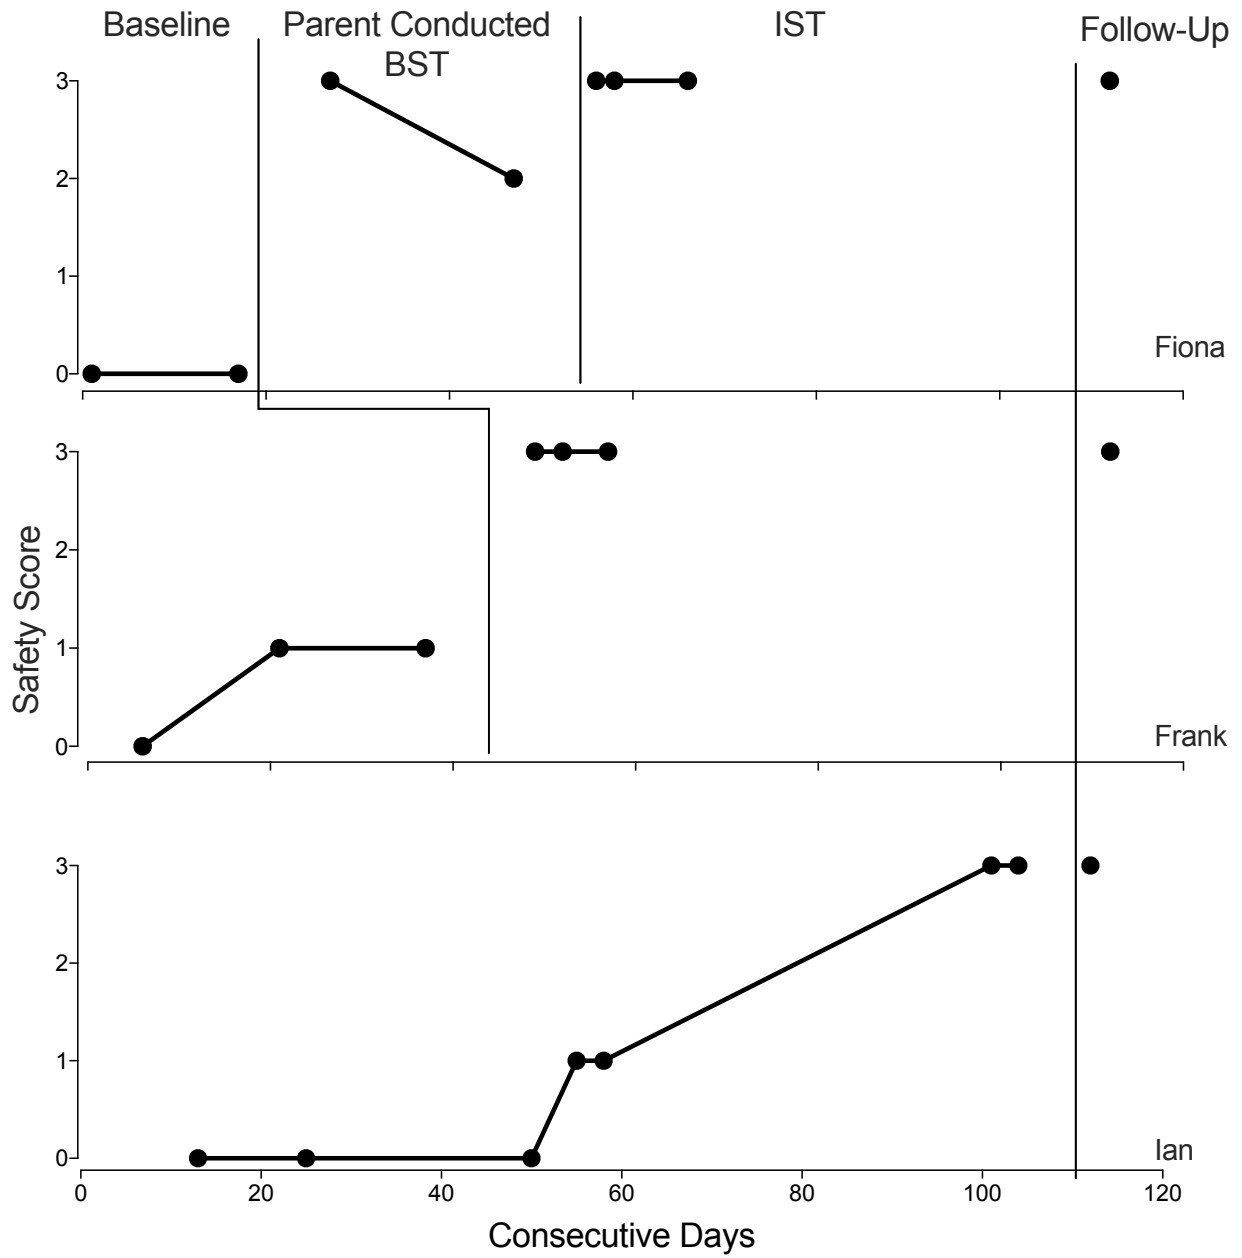 Baseline
Parent Conducted
BST
IST
Follow-Up
3
2
1
0
Fiona
Safety Score
3
2
1
0
Frank
3
2
1
0
Ian
0 20 40 60 80 100 120
Consecutive Days